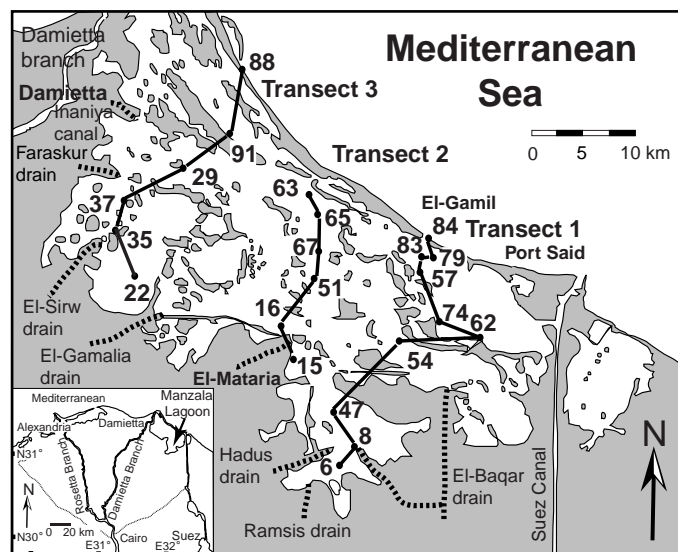 Damietta
branch
88
Mediterranean
Sea
Transect 3
Damietta
Inaniya
canal
91
0 5 10 km
Faraskur
drain
29
Transect 2
63
El-Gamil
37
65
84
Transect 1
35
67
83
79
Port Said
57
22
51
El-Sirw
drain
16
74
62
El-Gamalia
drain
15
54
El-Mataria
47
8
Hadus
drain
6
El-Baqar
drain
Ramsis drain
Suez Canal
N
Mediterranean
Manzala
Lagoon
Alexandria
Damietta
N31°
Rosetta Branch
Damietta Branch
N
0 20 km
Cairo
Suez
N30°
E31°
E32°